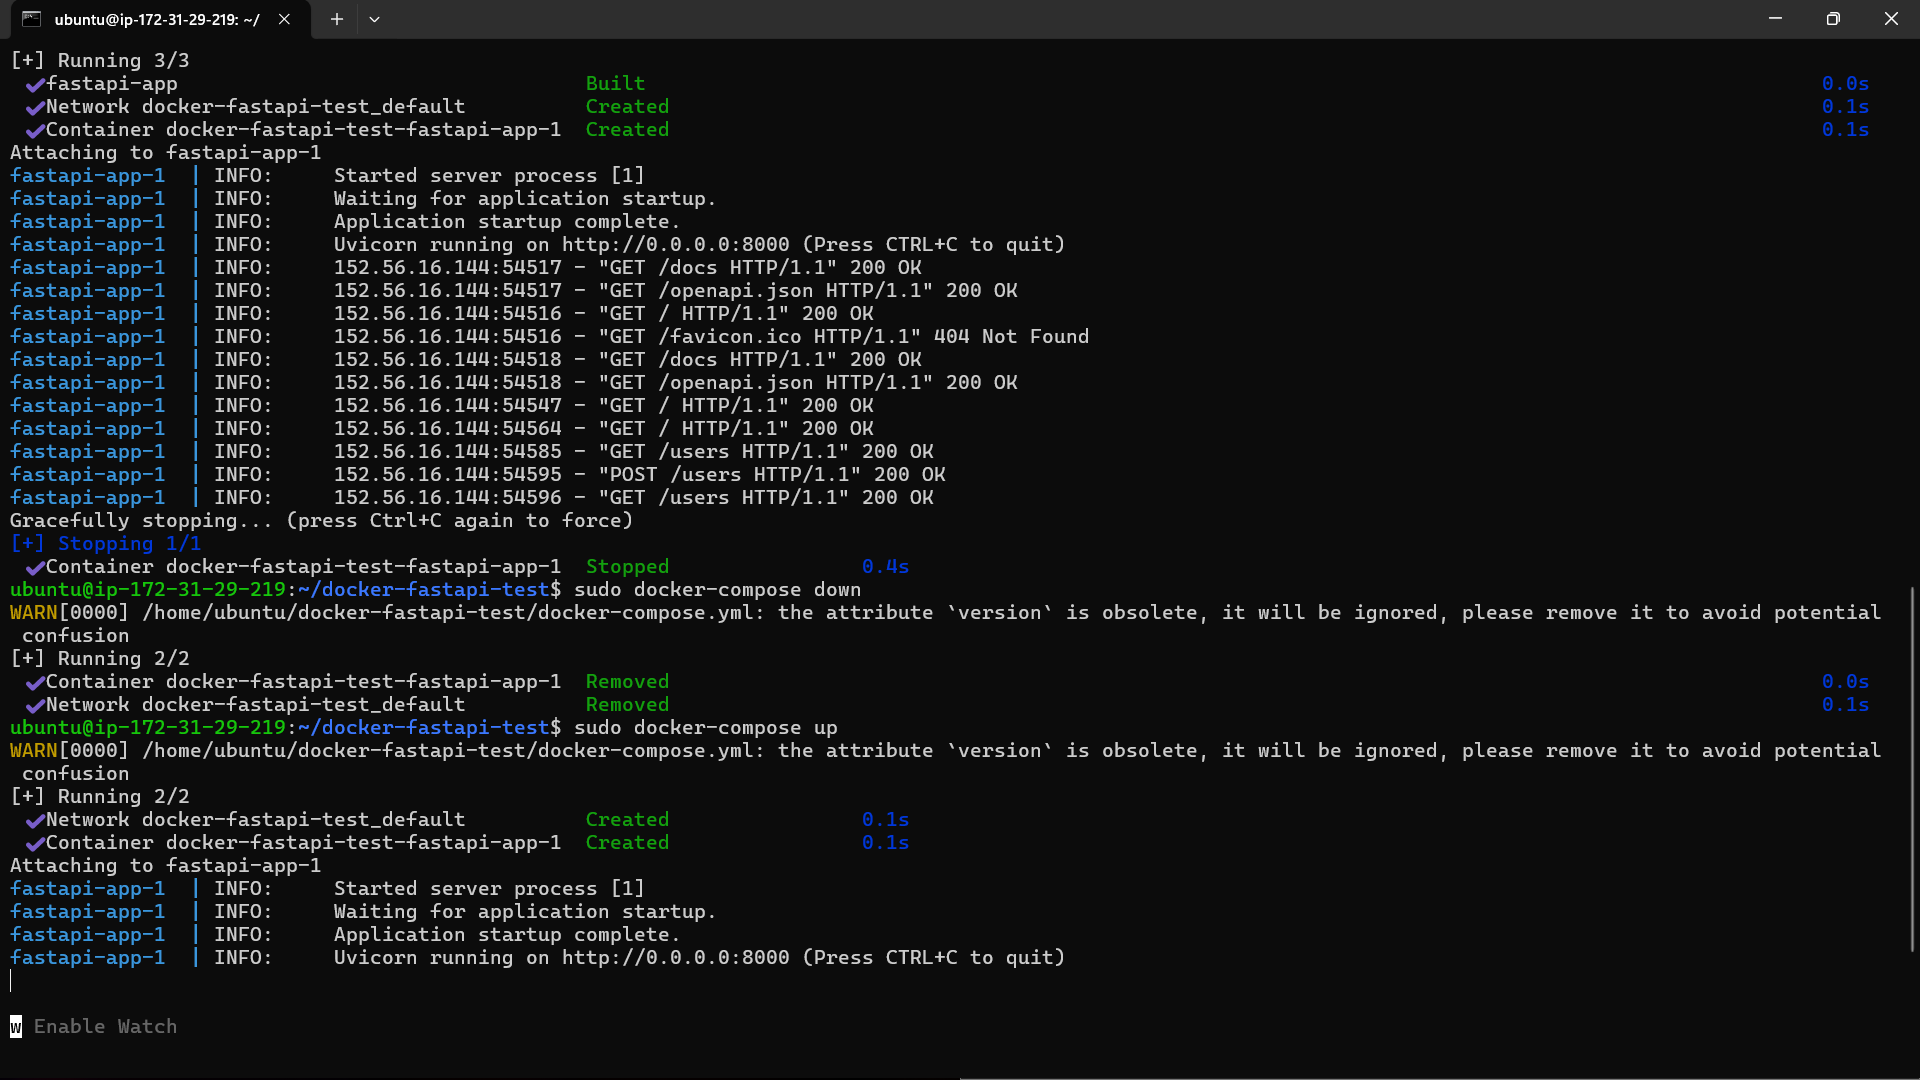 ubuntu@ip-172-31-29-219: ~/
[+] Running 3/3
✔fastapi-app Built 0.0s
✔Network docker-fastapi-test_default Created 0.1s
✔Container docker-fastapi-test-fastapi-app-1 Created 0.1s
Attaching to fastapi-app-1
fastapi-app-1 | INFO: Started server process [1]
fastapi-app-1 | INFO: Waiting for application startup.
fastapi-app-1 | INFO: Application startup complete.
fastapi-app-1 | INFO: Uvicorn running on http://0.0.0.0:8000 (Press CTRL+C to quit)
fastapi-app-1 | INFO: 152.56.16.144:54517 - "GET /docs HTTP/1.1" 200 OK
fastapi-app-1 | INFO: 152.56.16.144:54517 - "GET /openapi.json HTTP/1.1" 200 OK
fastapi-app-1 | INFO: 152.56.16.144:54516 - "GET / HTTP/1.1" 200 OK
fastapi-app-1 | INFO: 152.56.16.144:54516 - "GET /favicon.ico HTTP/1.1" 404 Not Found
fastapi-app-1 | INFO: 152.56.16.144:54518 - "GET /docs HTTP/1.1" 200 OK
fastapi-app-1 | INFO: 152.56.16.144:54518 - "GET /openapi.json HTTP/1.1" 200 OK
fastapi-app-1 | INFO: 152.56.16.144:54547 - "GET / HTTP/1.1" 200 OK
fastapi-app-1 | INFO: 152.56.16.144:54564 - "GET / HTTP/1.1" 200 OK
fastapi-app-1 | INFO: 152.56.16.144:54585 - "GET /users HTTP/1.1" 200 OK
fastapi-app-1 | INFO: 152.56.16.144:54595 - "POST /users HTTP/1.1" 200 OK
fastapi-app-1 | INFO: 152.56.16.144:54596 - "GET /users HTTP/1.1" 200 OK
Gracefully stopping... (press Ctrl+C again to force)
[+] Stopping 1/1
✔Container docker-fastapi-test-fastapi-app-1 Stopped 0.4s
ubuntu@ip-172-31-29-219:~/docker-fastapi-test$ sudo docker-compose down
WARN[0000] /home/ubuntu/docker-fastapi-test/docker-compose.yml: the attribute `version` is obsolete, it will be ignored, please remove it to avoid potential
confusion
[+] Running 2/2
✔Container docker-fastapi-test-fastapi-app-1 Removed 0.0s
✔Network docker-fastapi-test_default Removed 0.1s
ubuntu@ip-172-31-29-219:~/docker-fastapi-test$ sudo docker-compose up
WARN[0000] /home/ubuntu/docker-fastapi-test/docker-compose.yml: the attribute `version` is obsolete, it will be ignored, please remove it to avoid potential
confusion
[+] Running 2/2
✔Network docker-fastapi-test_default Created 0.1s
✔Container docker-fastapi-test-fastapi-app-1 Created 0.1s
Attaching to fastapi-app-1
fastapi-app-1 | INFO: Started server process [1]
fastapi-app-1 | INFO: Waiting for application startup.
fastapi-app-1 | INFO: Application startup complete.
fastapi-app-1 | INFO: Uvicorn running on http://0.0.0.0:8000 (Press CTRL+C to quit)
w Enable Watch